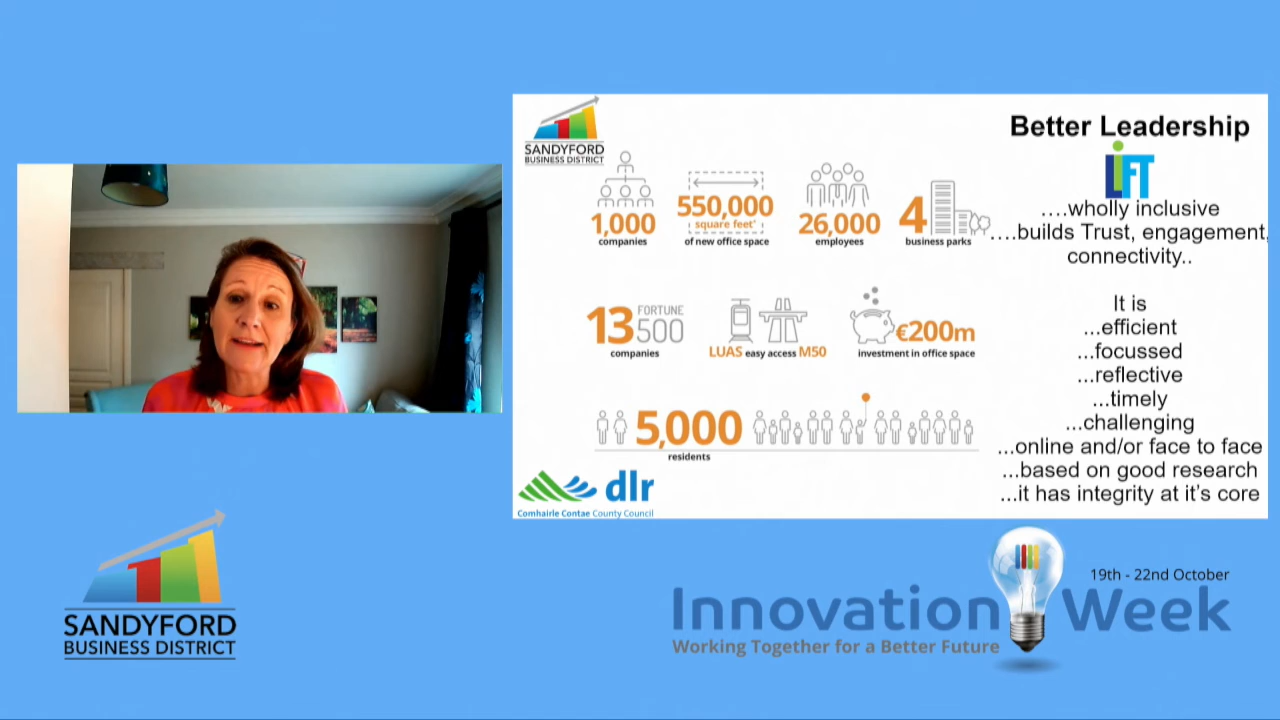 SANDYFORD
BUSINESS DISTRICT
1,000
companies
550,000
square feet*
of new office space
26,000
employees
4
business parks
13
FORTUNE
500
companies
LUAS easy access M50
€200m
investment in office space
5,000
residents
dlr
Comhairle Contae County Council
Better Leadership
LiFT
....wholly inclusive
....builds Trust, engagement,
connectivity..
It is
...efficient
...focussed
...reflective
...timely
...challenging
...online and/or face to face
...based on good research
...it has integrity at it's core
SANDYFORD
BUSINESS DISTRICT
19th - 22nd October
Innovation Week
Working Together for a Better Future